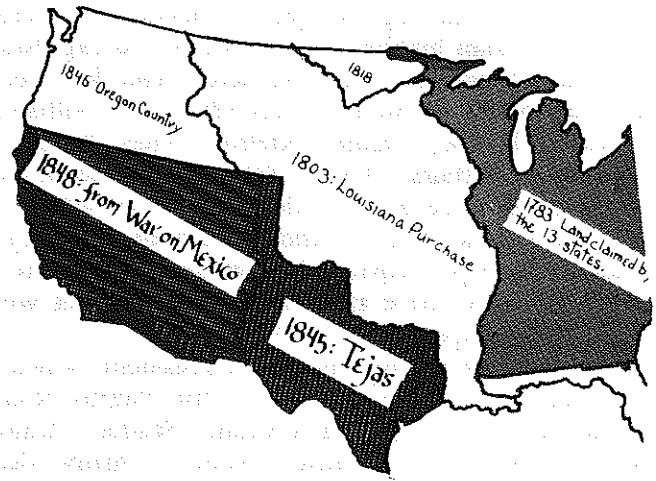 1846 Oregon Country
1818
1803: Louisiana Purchase
1783 Land claimed by
the 13 states.
1848: from War on Mexico
1845: Tejas